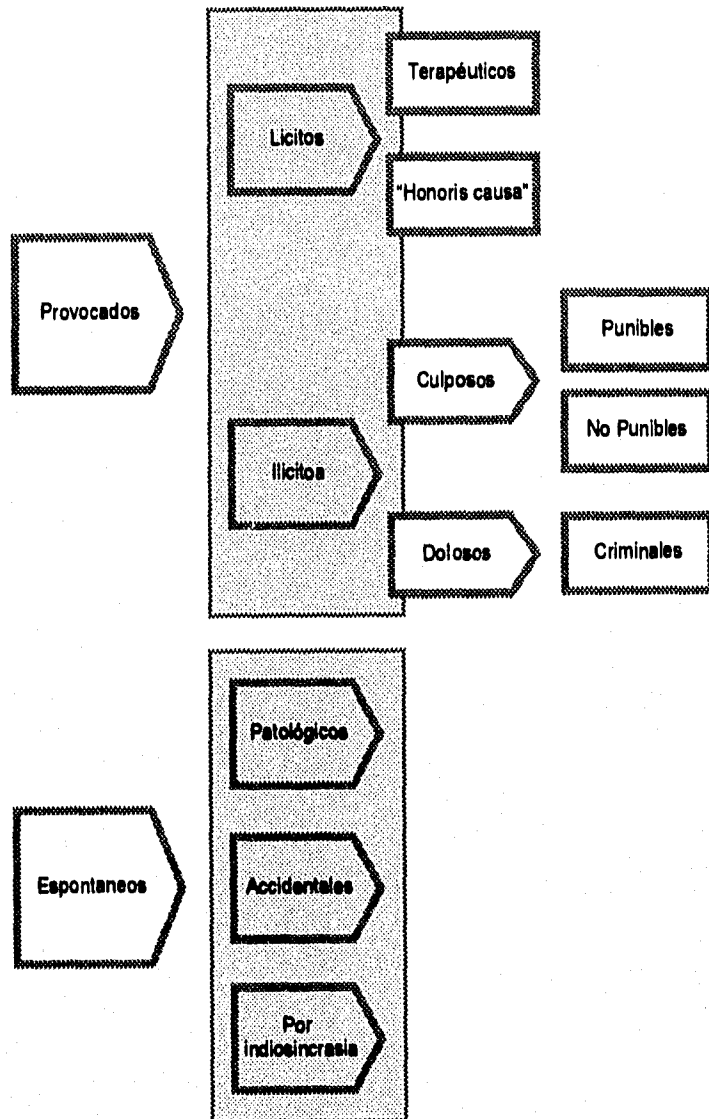 Provocados
Licitos
Terapéuticos
"Honoris causa"
Ilicitos
Culposos
Punibles
No Punibles
Dolosos
Criminales
Espontaneos
Patológicos
Accidentales
Por
indiosincrasia